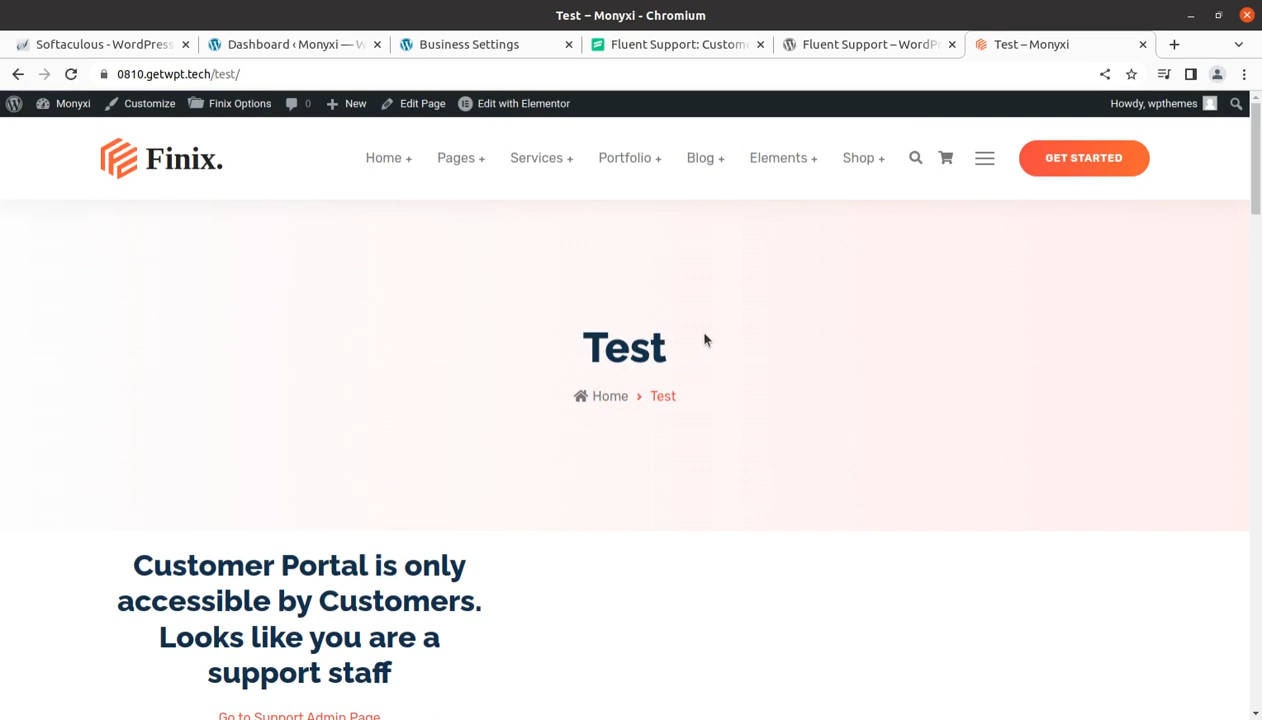 Test – Monyxi - Chromium
Softaculous - WordPress
Dashboard ‹ Monyxi — W
Business Settings
Fluent Support: Custome
Fluent Support – WordPr
Test – Monyxi
0810.getwpt.tech/test/
Monyxi
Customize
Finix Options
0
New
Edit Page
Edit with Elementor
Howdy, wpthemes
Finix.
Home +
Pages +
Services +
Portfolio +
Blog +
Elements +
Shop +
GET STARTED
Test
Home › Test
Customer Portal is only
accessible by Customers.
Looks like you are a
support staff
Go to Support Admin Page